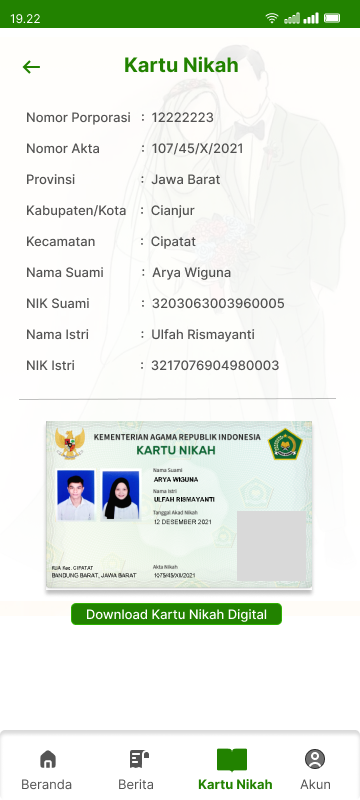 19.22
Kartu Nikah
Nomor Porporasi : 12222223
Nomor Akta : 107/45/X/2021
Provinsi : Jawa Barat
Kabupaten/Kota : Cianjur
Kecamatan : Cipatat
Nama Suami : Arya Wiguna
NIK Suami : 3203063003960005
Nama Istri : Ulfah Rismayanti
NIK Istri : 3217076904980003
KEMENTERIAN AGAMA REPUBLIK INDONESIA
KARTU NIKAH
Nama Suami
ARYA WIGUNA
Nama Istri
ULFAH RISMAYANTI
Tanggal Akad Nikah
12 DESEMBER 2021
KUA Kec. CIPATAT
BANDUNG BARAT, JAWA BARAT
Akta Nikah
1075/45/XII/2021
Download Kartu Nikah Digital
Beranda
Berita
Kartu Nikah
Akun